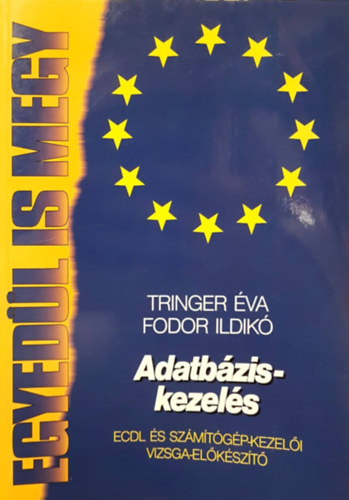 EGYEDÜL IS MEGY
TRINGER ÉVA
FODOR ILDIKÓ
Adatbázis-
kezelés
ECDL ÉS SZÁMÍTÓGÉP-KEZELŐI
VIZSGA-ELŐKÉSZÍTŐ